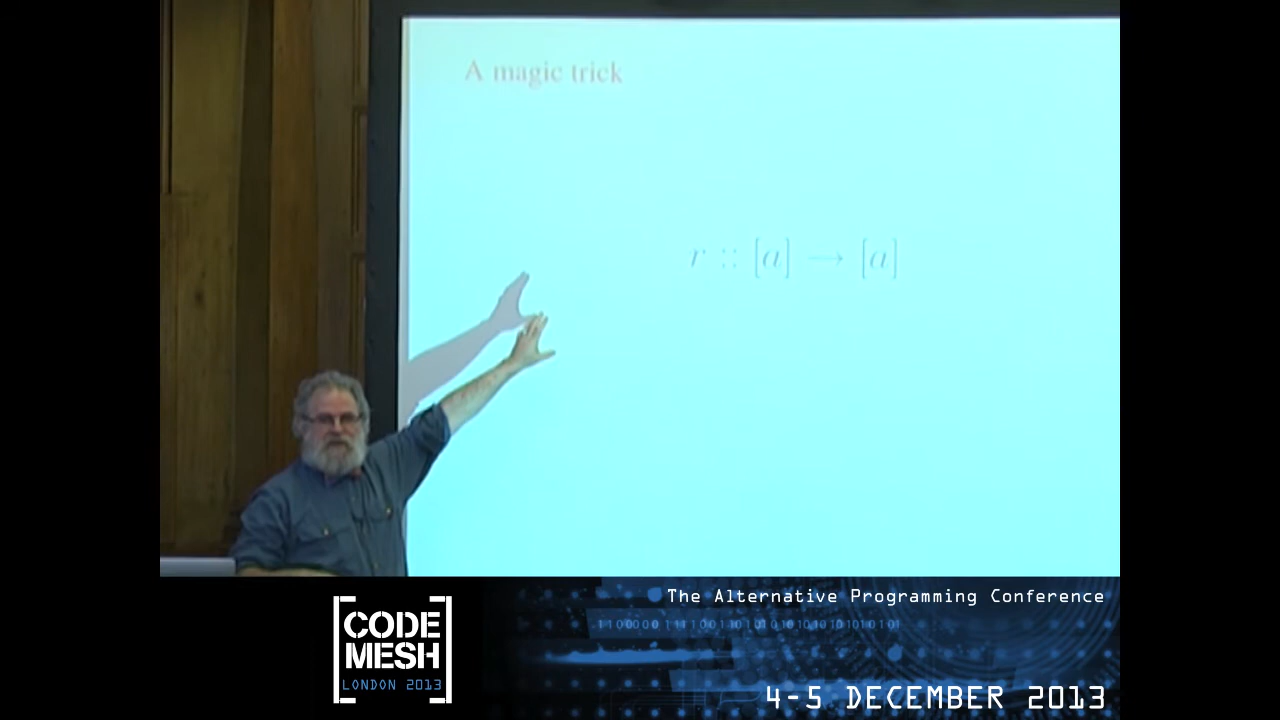 A magic trick
r :: [a] → [a]
The Alternative Programming Conference
CODE
MESH
LONDON 2013
4-5 DECEMBER 2013